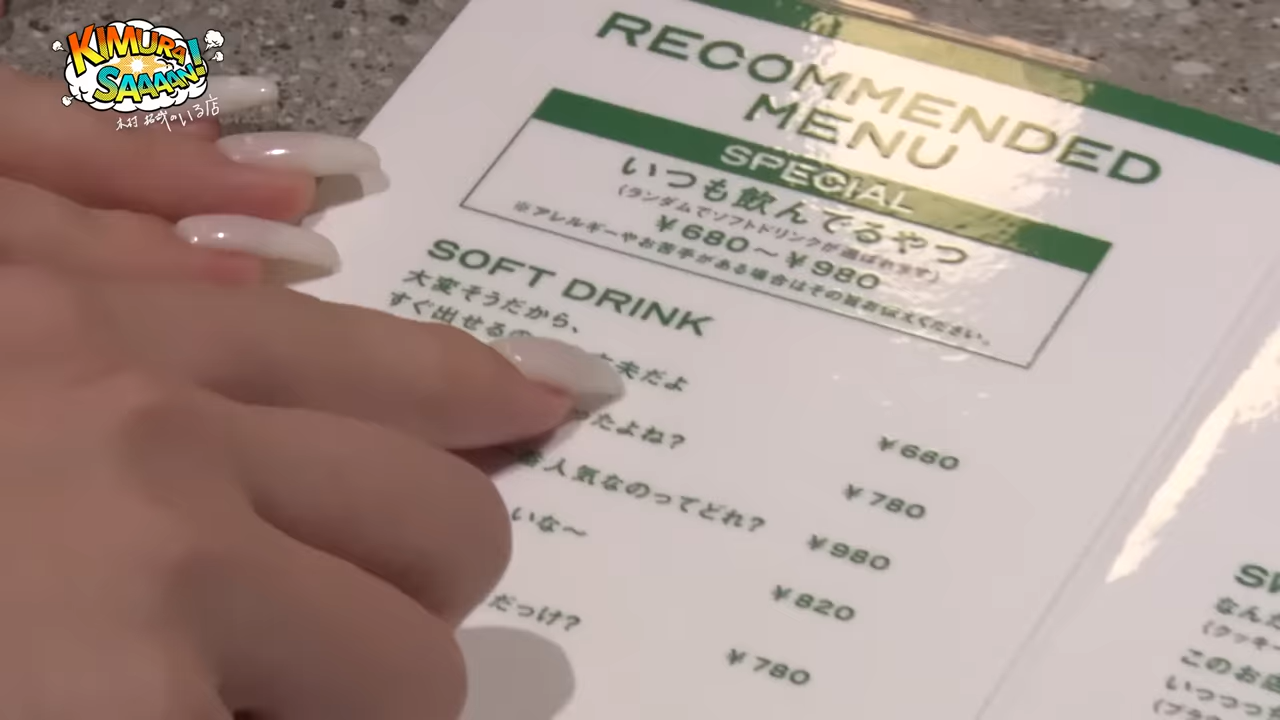 KIMURA
SAAAAN!
木村 拓哉のいる店
RECOMMENDED
MENU
SPECIAL
いつも飲んでるやつ
(ランダムでソフトドリンクが選ばれます)
¥680〜¥980
※アレルギーやお苦手がある場合はその旨お伝えください。
SOFT DRINK
大変そうだから、
すぐ出せるの 夫だよ
¥680
たよね?
¥780
人気なのってどれ?
¥980
いな〜
¥820
だっけ?
¥780
なんだ
(クッキー
このお店
いつつ